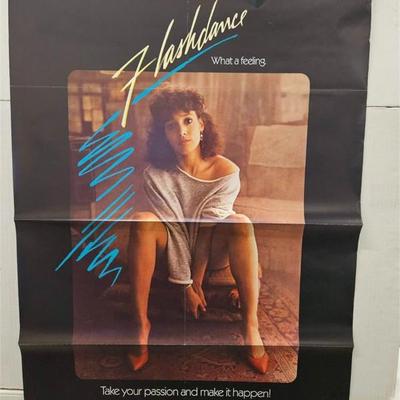 Flashdance
What a feeling.
Take your passion and make it happen!